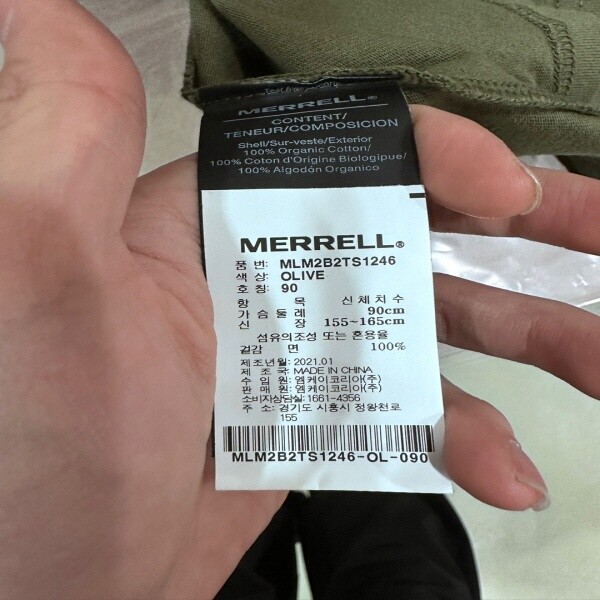 MERRELL®
CONTENT/
TENEUR/COMPOSICION
Shell/Sur-veste/Exterior
100% Organic Cotton/
100% Coton d'Origine Biologique/
100% Algodón Organico
MERRELL®
품 번: MLM2B2TS1246
색 상: OLIVE
호 칭: 90
항 목 신체치수
가슴둘레 90cm
신 장 155~165cm
섬유의조성 또는 혼용율
겉감 면 100%
제조년월: 2021.01
제 조 국: MADE IN CHINA
수 입 원: 엠케이코리아(주)
판 매 원: 엠케이코리아(주)
소비자상담실: 1661-4356
주 소: 경기도 시흥시 정왕천로
155
MLM2B2TS1246-OL-090